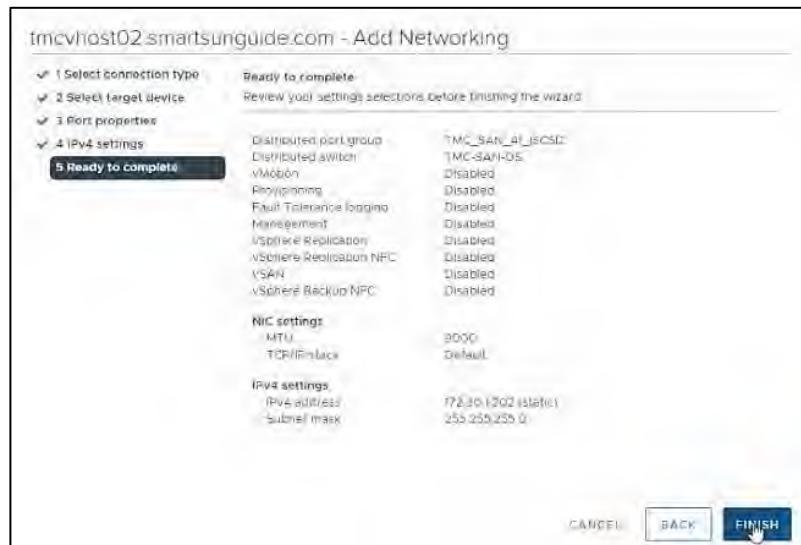 tmcvhost02.smartsunguide.com - Add Networking
✓ 1 Select connection type
✓ 2 Select target device
✓ 3 Port properties
✓ 4 IPv4 settings
5 Ready to complete
Ready to complete
Review your settings selections before finishing the wizard
Distributed port group
Distributed switch TMC-SAN-DS
vMotion Disabled
Provisioning Disabled
Fault Tolerance logging Disabled
Management Disabled
vSphere Replication Disabled
vSphere Replication NFC Disabled
vSAN Disabled
vSphere Backup NFC Disabled
NIC settings
MTU 9000
TCP/IP stack Default
IPv4 settings
IPv4 address (static)
Subnet mask 255.255.255.0
CANCEL BACK FINISH